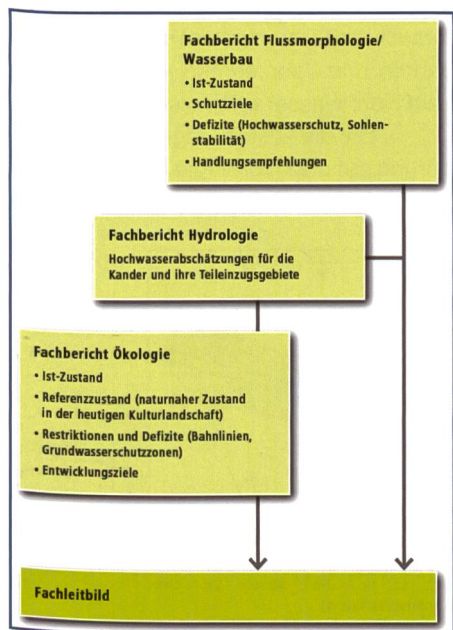 Fachbericht Flussmorphologie/
Wasserbau
• Ist-Zustand
• Schutzziele
• Defizite (Hochwasserschutz, Sohlen-
stabilität)
• Handlungsempfehlungen
Fachbericht Hydrologie
Hochwasserabschätzungen für die
Kander und ihre Teileinzugsgebiete
Fachbericht Ökologie
• Ist-Zustand
• Referenzzustand (naturnaher Zustand
in der heutigen Kulturlandschaft)
• Restriktionen und Defizite (Bahnlinien,
Grundwasserschutzzonen)
• Entwicklungsziele
Fachleitbild